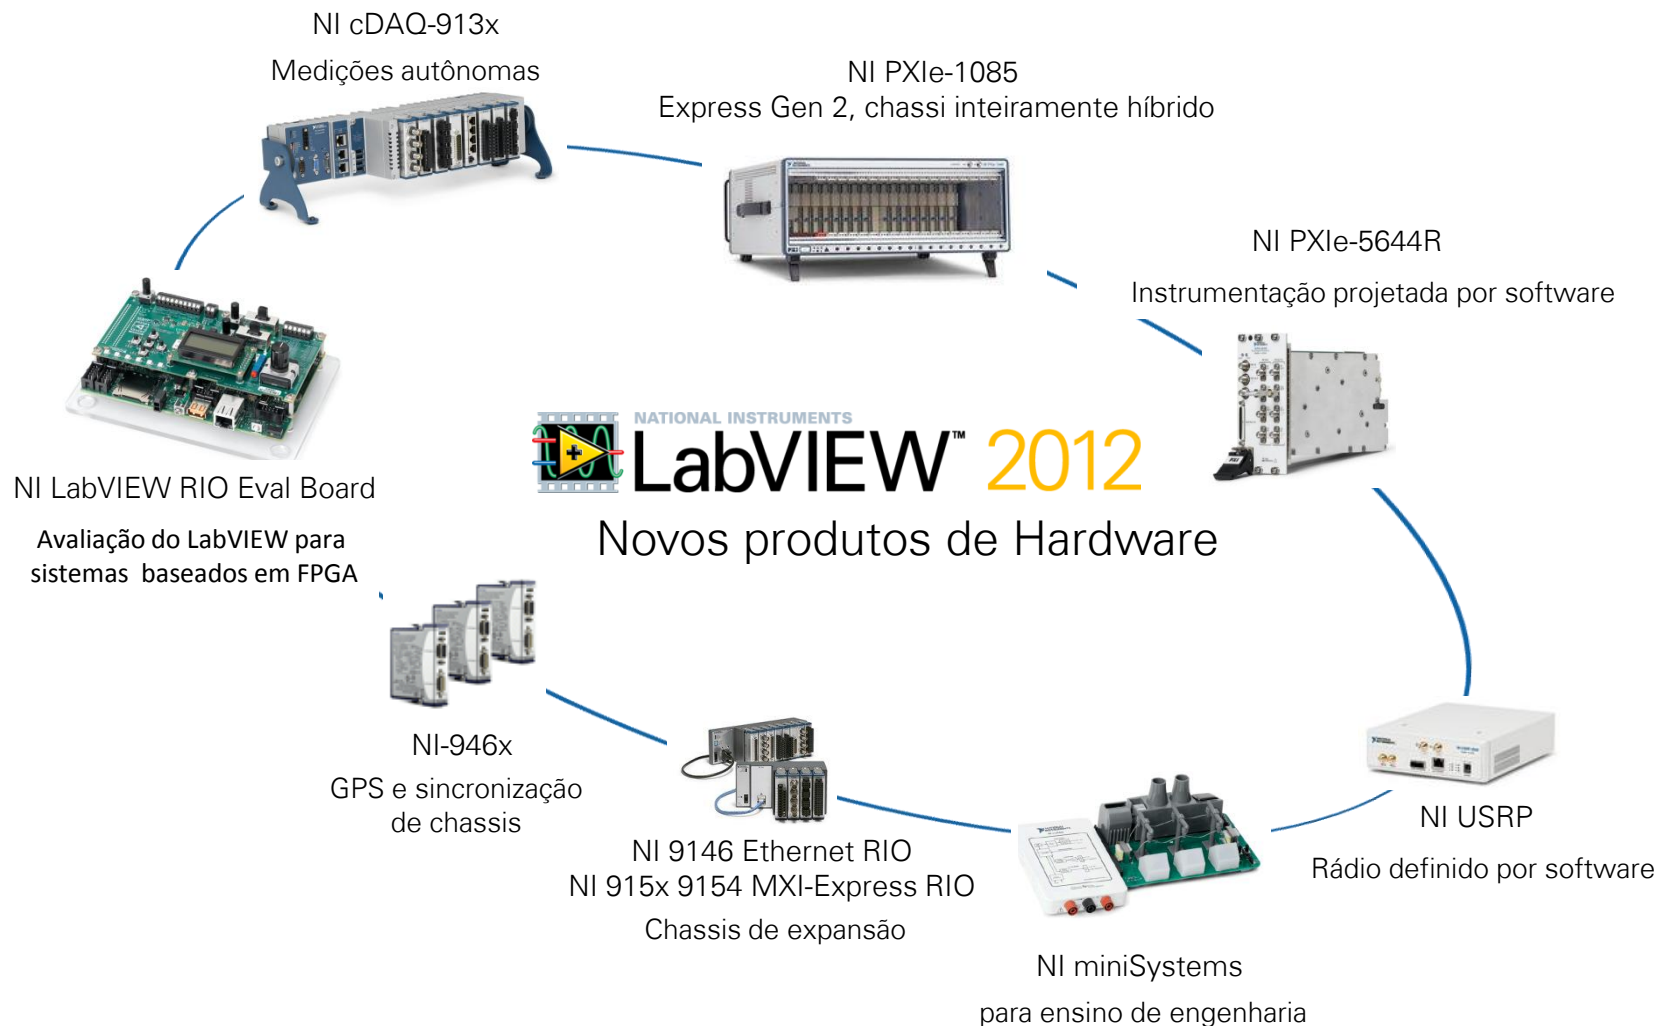 NI cDAQ-913x
Medições autônomas
NI PXIe-1085
Express Gen 2, chassi inteiramente híbrido
NI PXIe-5644R
Instrumentação projetada por software
NATIONAL INSTRUMENTS
LabVIEW™ 2012
Novos produtos de Hardware
NI LabVIEW RIO Eval Board
Avaliação do LabVIEW para
sistemas baseados em FPGA
NI-946x
GPS e sincronização
de chassis
NI 9146 Ethernet RIO
NI 915x 9154 MXI-Express RIO
Chassis de expansão
NI miniSystems
para ensino de engenharia
NI USRP
Rádio definido por software